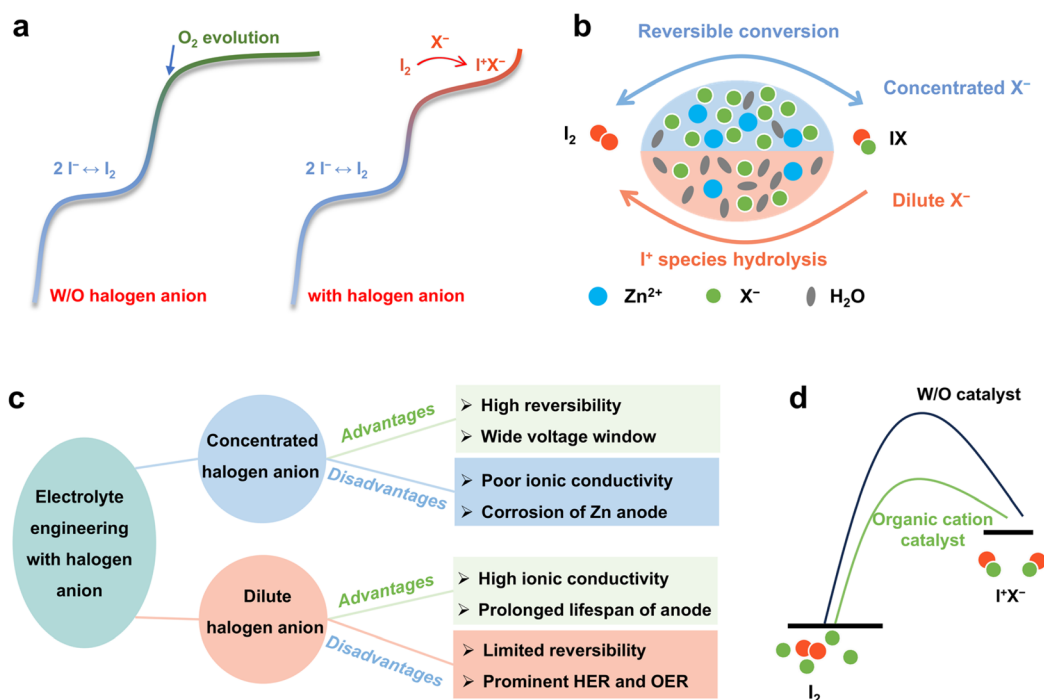 a
O₂ evolution
2 I⁻ ↔ I₂
W/O halogen anion
X⁻
I₂
I⁺X⁻
2 I⁻ ↔ I₂
with halogen anion
b
Reversible conversion
Concentrated X⁻
I₂
IX
Dilute X⁻
I⁺ species hydrolysis
Zn²⁺
X⁻
H₂O
c
Electrolyte
engineering
with halogen
anion
Concentrated
halogen anion
Advantages
➢ High reversibility
➢ Wide voltage window
Disadvantages
➢ Poor ionic conductivity
➢ Corrosion of Zn anode
Dilute
halogen anion
Advantages
➢ High ionic conductivity
➢ Prolonged lifespan of anode
Disadvantages
➢ Limited reversibility
➢ Prominent HER and OER
d
W/O catalyst
Organic cation
catalyst
I⁺X⁻
I₂